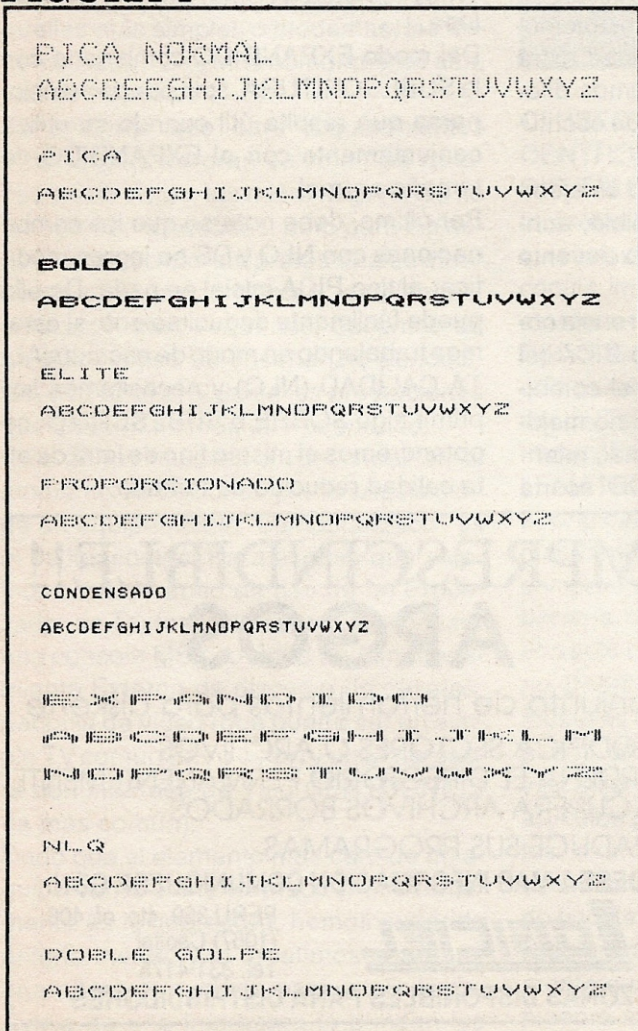 PICA NORMAL
ABCDEFGHIJKLMNOPQRSTUVWXYZ
PICA
ABCDEFGHIJKLMNOPQRSTUVWXYZ
BOLD
ABCDEFGHIJKLMNOPQRSTUVWXYZ
ELITE
ABCDEFGHIJKLMNOPQRSTUVWXYZ
PROPORCIONADO
ABCDEFGHIJKLMNOPQRSTUVWXYZ
CONDENSADO
ABCDEFGHIJKLMNOPQRSTUVWXYZ
EXPANDIDO
ABCDEFGHIJKLM
NOPQRSTUVWXYZ
NLQ
ABCDEFGHIJKLMNOPQRSTUVWXYZ
DOBLE GOLPE
ABCDEFGHIJKLMNOPQRSTUVWXYZ